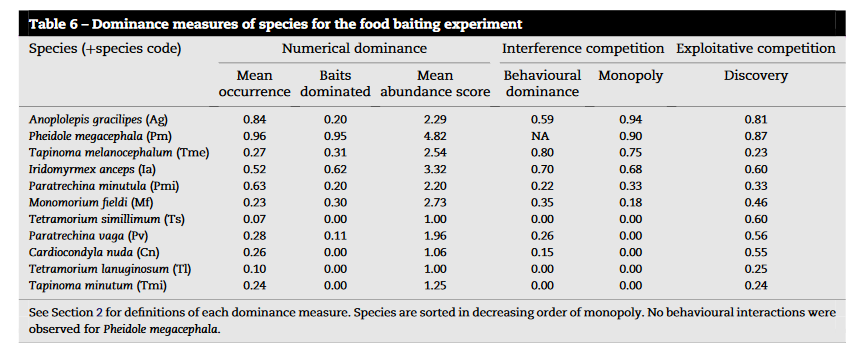 Table 6 – Dominance measures of species for the food baiting experiment
Species (+species code) Numerical dominance Interference competition Exploitative competition
Mean occurrence Baits dominated Mean abundance score Behavioural dominance Monopoly Discovery
Anoplolepis gracilipes (Ag) 0.84 0.20 2.29 0.59 0.94 0.81
Pheidole megacephala (Pm) 0.96 0.95 4.82 NA 0.90 0.87
Tapinoma melanocephalum (Tme) 0.27 0.31 2.54 0.80 0.75 0.23
Iridomyrmex anceps (Ia) 0.52 0.62 3.32 0.70 0.68 0.60
Paratrechina minutula (Pmi) 0.63 0.20 2.20 0.22 0.33 0.33
Monomorium fieldi (Mf) 0.23 0.30 2.73 0.35 0.18 0.46
Tetramorium simillimum (Ts) 0.07 0.00 1.00 0.00 0.00 0.60
Paratrechina vaga (Pv) 0.28 0.11 1.96 0.26 0.00 0.56
Cardiocondyla nuda (Cn) 0.26 0.00 1.06 0.15 0.00 0.55
Tetramorium lanuginosum (Tl) 0.10 0.00 1.00 0.00 0.00 0.25
Tapinoma minutum (Tmi) 0.24 0.00 1.25 0.00 0.00 0.24
See Section 2 for definitions of each dominance measure. Species are sorted in decreasing order of monopoly. No behavioural interactions were
observed for Pheidole megacephala.